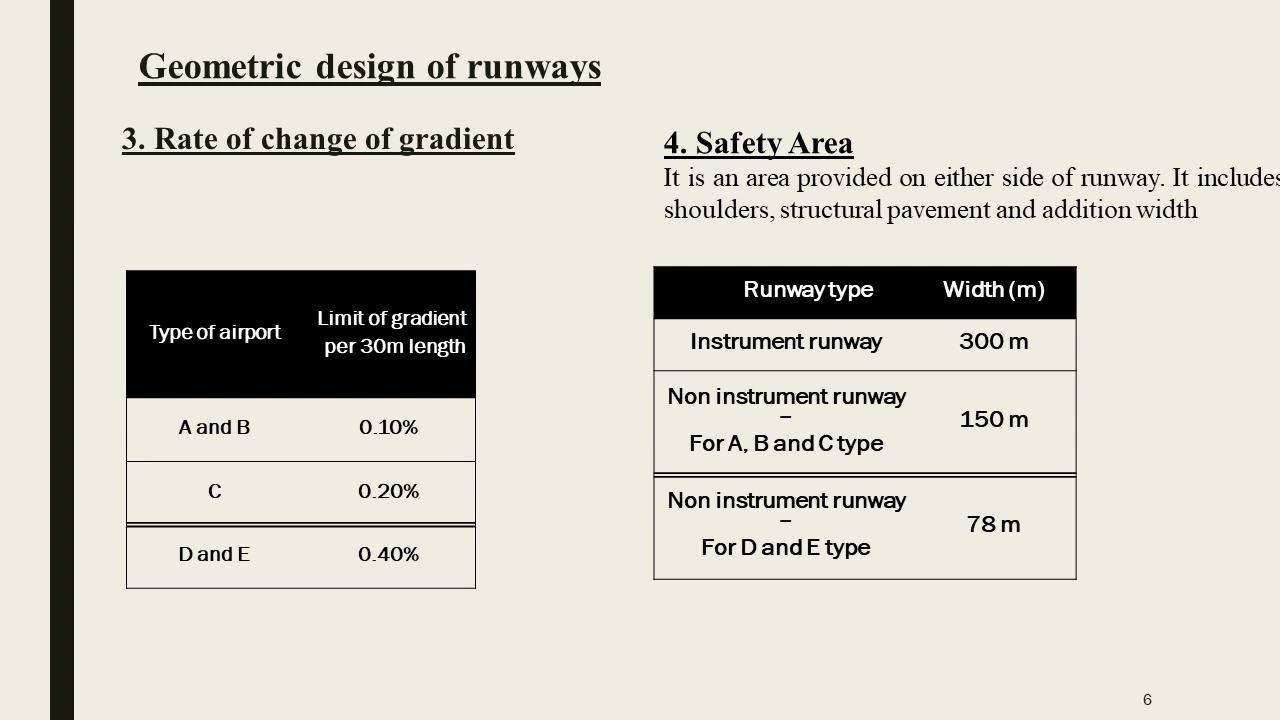 Geometric design of runways
3. Rate of change of gradient
Type of airport
Limit of gradient
per 30m length
A and B
0.10%
C
0.20%
D and E
0.40%
4. Safety Area
It is an area provided on either side of runway. It includes
shoulders, structural pavement and addition width
Runway type
Width (m)
Instrument runway
300 m
Non instrument runway
–
For A, B and C type
150 m
Non instrument runway
–
For D and E type
78 m
6